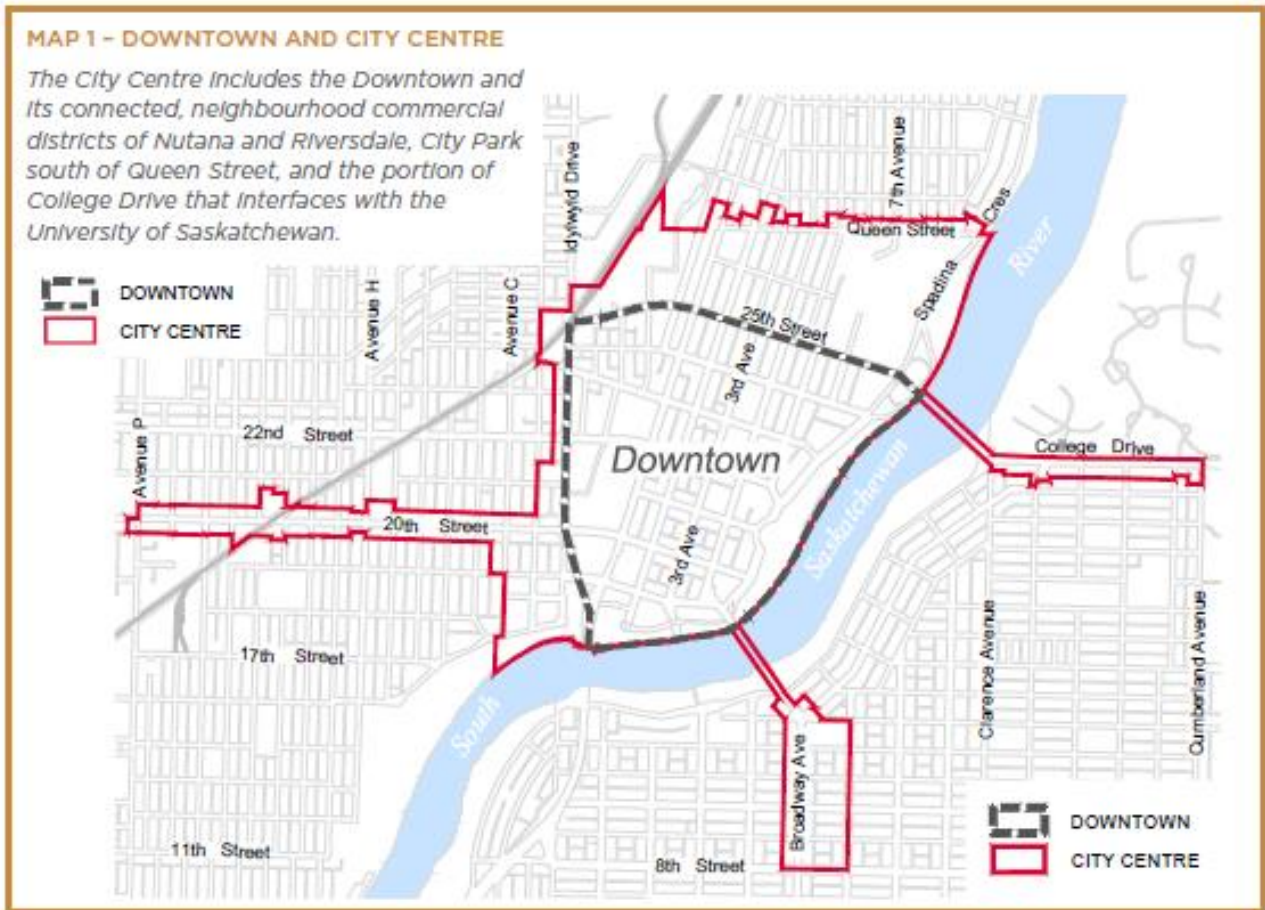 MAP 1 – DOWNTOWN AND CITY CENTRE
The City Centre includes the Downtown and
its connected, neighbourhood commercial
districts of Nutana and Riversdale, City Park
south of Queen Street, and the portion of
College Drive that interfaces with the
University of Saskatchewan.
DOWNTOWN
CITY CENTRE
Idylwyld Drive
7th Avenue
Queen Street
Cres
Spadina
River
Avenue H
Avenue C
25th Street
3rd Ave
Avenue P
22nd Street
Downtown
College Drive
20th Street
3rd Ave
Saskatchewan
17th Street
South
Clarence Avenue
Cumberland Avenue
Broadway Ave
11th Street
8th Street
DOWNTOWN
CITY CENTRE